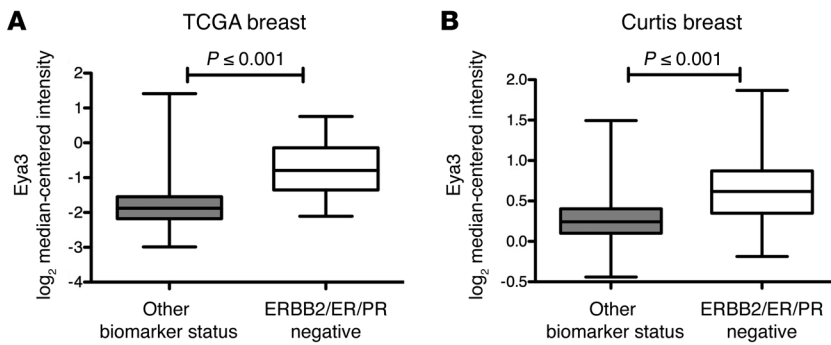 A
TCGA breast
P ≤ 0.001
Eya3
log2 median-centered intensity
2
1
0
-1
-2
-3
-4
Other
biomarker status
ERBB2/ER/PR
negative
B
Curtis breast
P ≤ 0.001
Eya3
log2 median-centered intensity
2.0
1.5
1.0
0.5
0.0
-0.5
Other
biomarker status
ERBB2/ER/PR
negative